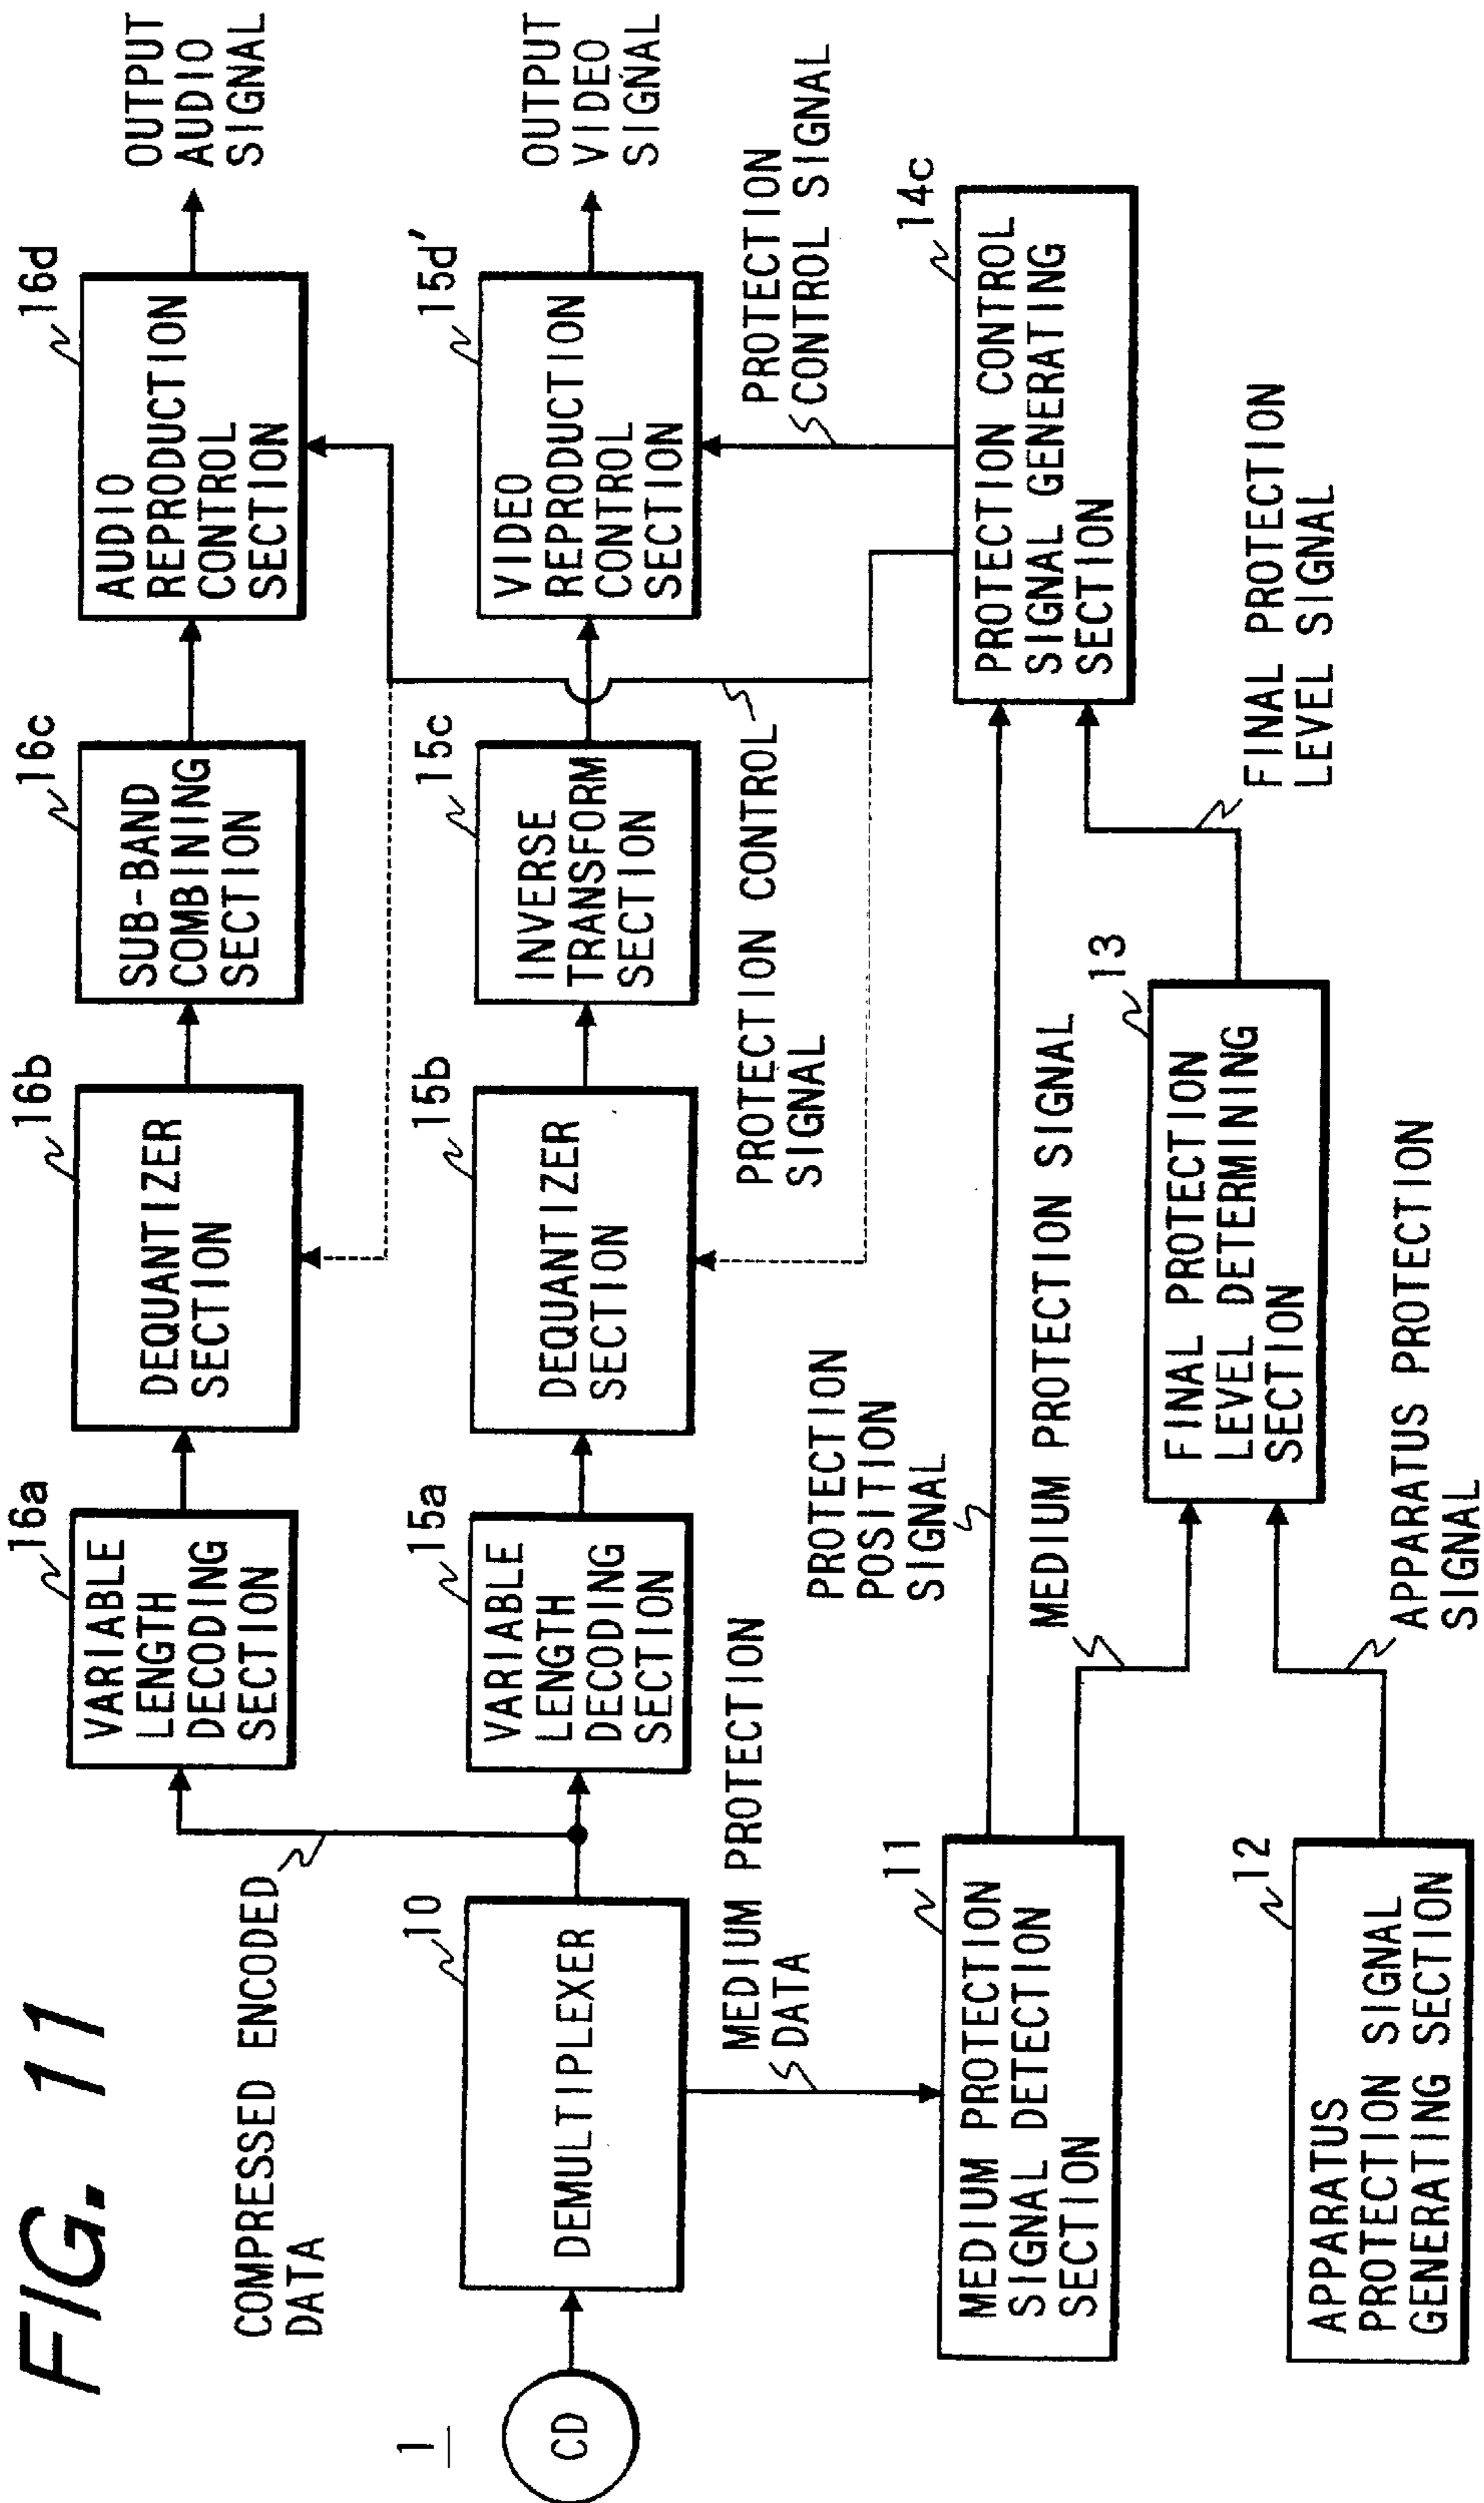 FIG. 11
1
CD
10
DEMULTIPLEXER
COMPRESSED ENCODED
DATA
16a
VARIABLE
LENGTH
DECODING
SECTION
16b
DEQUANTIZER
SECTION
16c
SUB-BAND
COMBINING
SECTION
16d
AUDIO
REPRODUCTION
CONTROL
SECTION
OUTPUT
AUDIO
SIGNAL
15a
VARIABLE
LENGTH
DECODING
SECTION
15b
DEQUANTIZER
SECTION
15c
INVERSE
TRANSFORM
SECTION
15d'
VIDEO
REPRODUCTION
CONTROL
SECTION
OUTPUT
VIDEO
SIGNAL
MEDIUM PROTECTION
DATA
PROTECTION
POSITION
SIGNAL
PROTECTION CONTROL
SIGNAL
PROTECTION
CONTROL SIGNAL
11
MEDIUM PROTECTION
SIGNAL DETECTION
SECTION
MEDIUM PROTECTION SIGNAL
14c
PROTECTION CONTROL
SIGNAL GENERATING
SECTION
12
APPARATUS
PROTECTION SIGNAL
GENERATING SECTION
APPARATUS PROTECTION
SIGNAL
13
FINAL PROTECTION
LEVEL DETERMINING
SECTION
FINAL PROTECTION
LEVEL SIGNAL